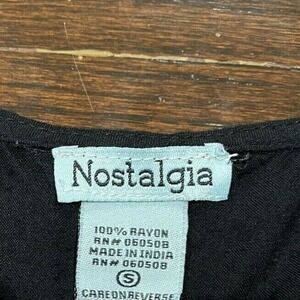 Nostalgia
100% RAYON
RN# 06050B
MADE IN INDIA
RN# 06050B
S
CARE ON REVERSE